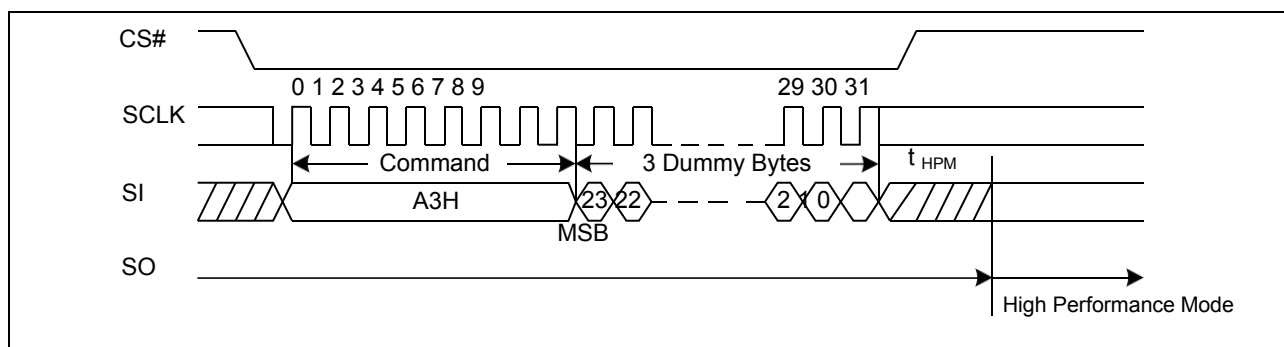 CS#
0 1 2 3 4 5 6 7 8 9 29 30 31
SCLK
Command 3 Dummy Bytes t HPM
SI A3H 23 22 2 1 0
MSB
SO
High Performance Mode